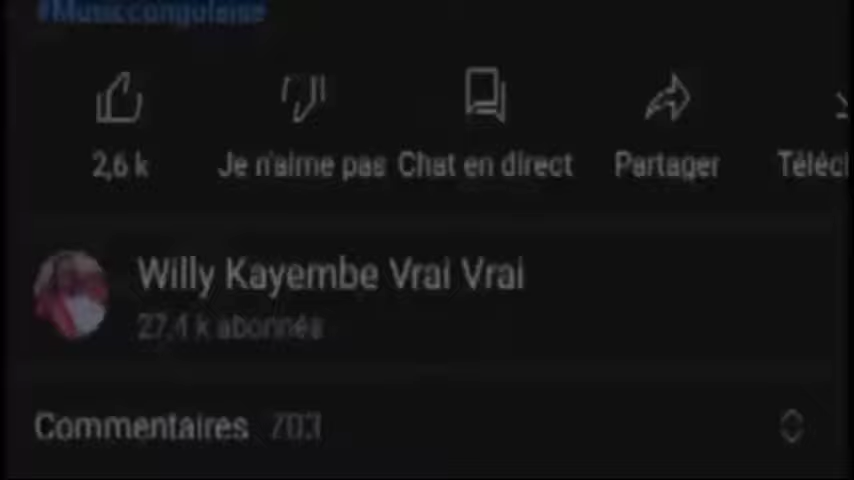 #Musiccongolaise
2,6 k
Je n'aime pas
Chat en direct
Partager
Téléc
Willy Kayembe Vrai Vrai
27,4 k abonnés
Commentaires 703